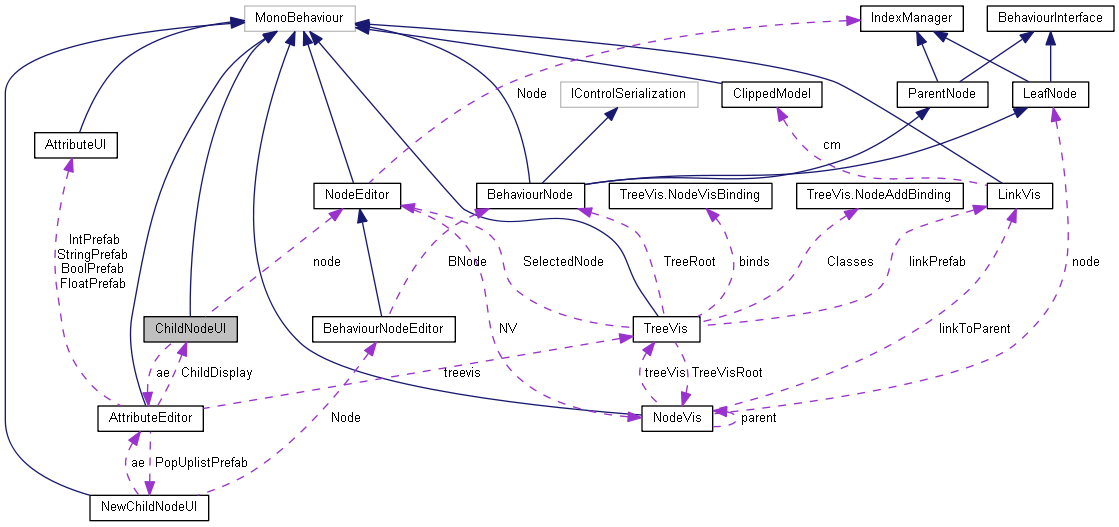 MonoBehaviour
IndexManager
BehaviourInterface
Node
IControlSerialization
ClippedModel
ParentNode
LeafNode
AttributeUI
cm
NodeEditor
BehaviourNode
TreeVis.NodeVisBinding
TreeVis.NodeAddBinding
LinkVis
IntPrefab
StringPrefab
BoolPrefab
FloatPrefab
node
BNode
SelectedNode
TreeRoot
binds
Classes
linkPrefab
node
ChildNodeUI
BehaviourNodeEditor
NV
TreeVis
linkToParent
ae
ChildDisplay
treevis
treeVis
TreeVisRoot
AttributeEditor
Node
NodeVis
parent
ae
PopUplistPrefab
NewChildNodeUI